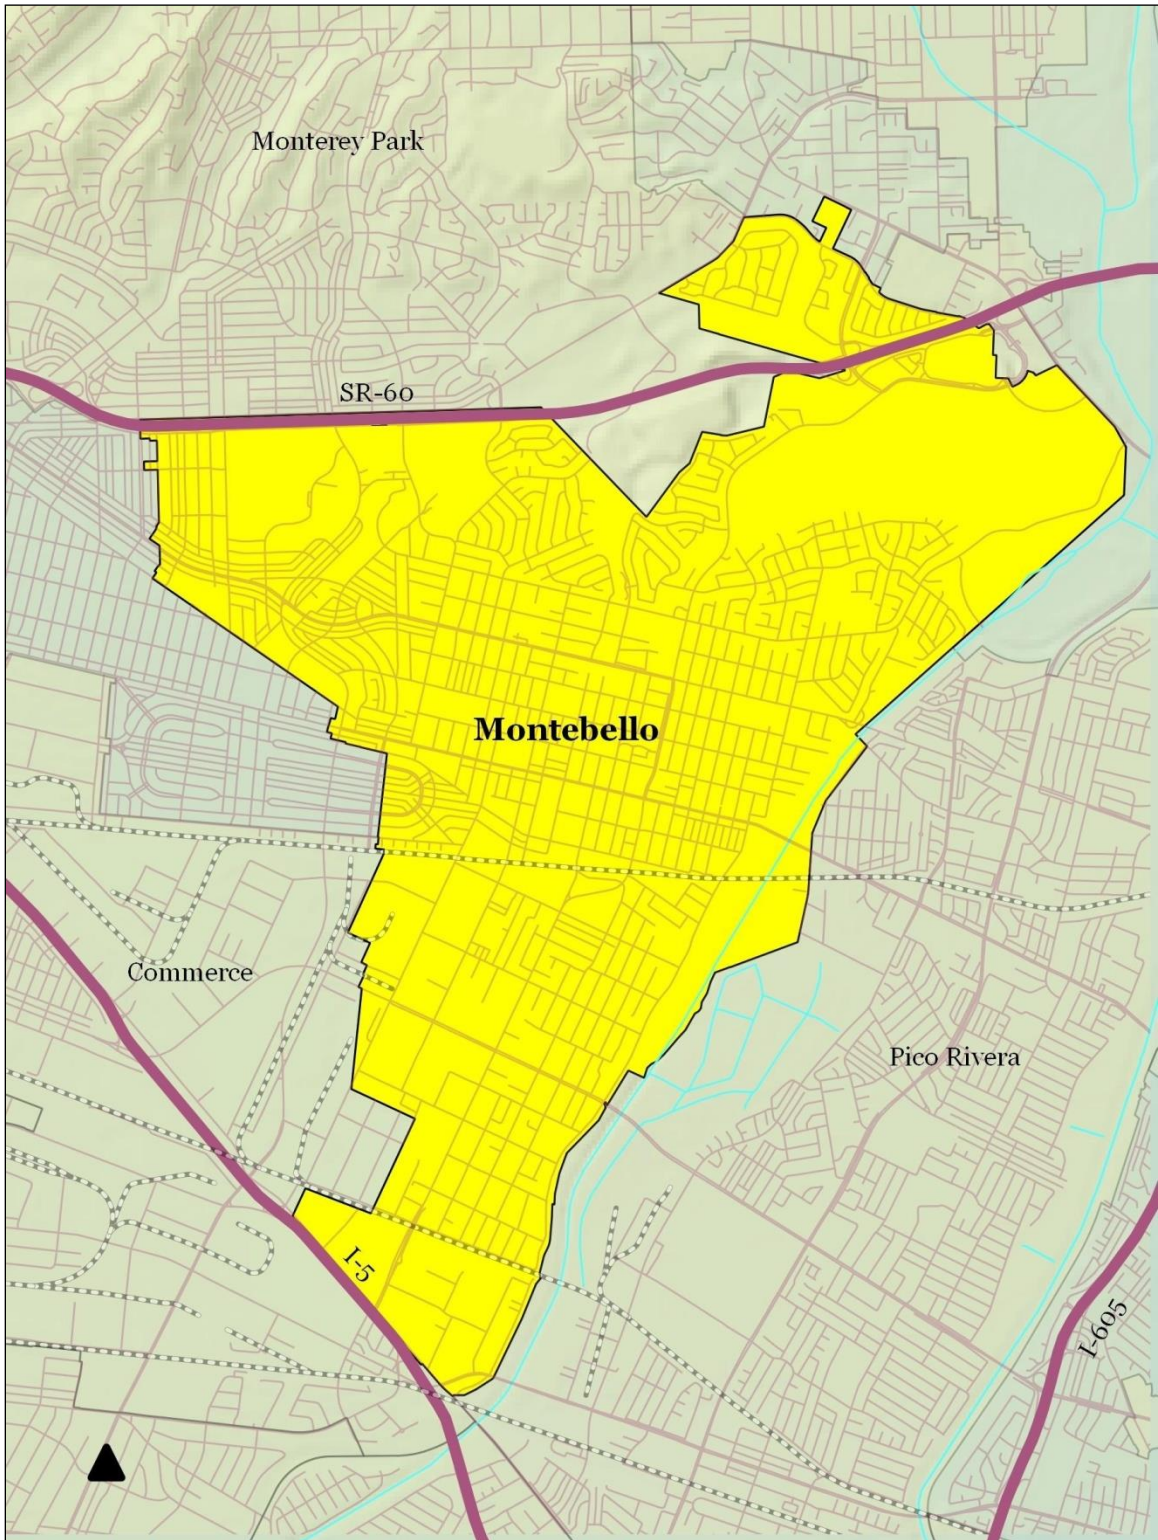 Monterey Park
SR-60
Montebello
Commerce
Pico Rivera
I-5
I-605